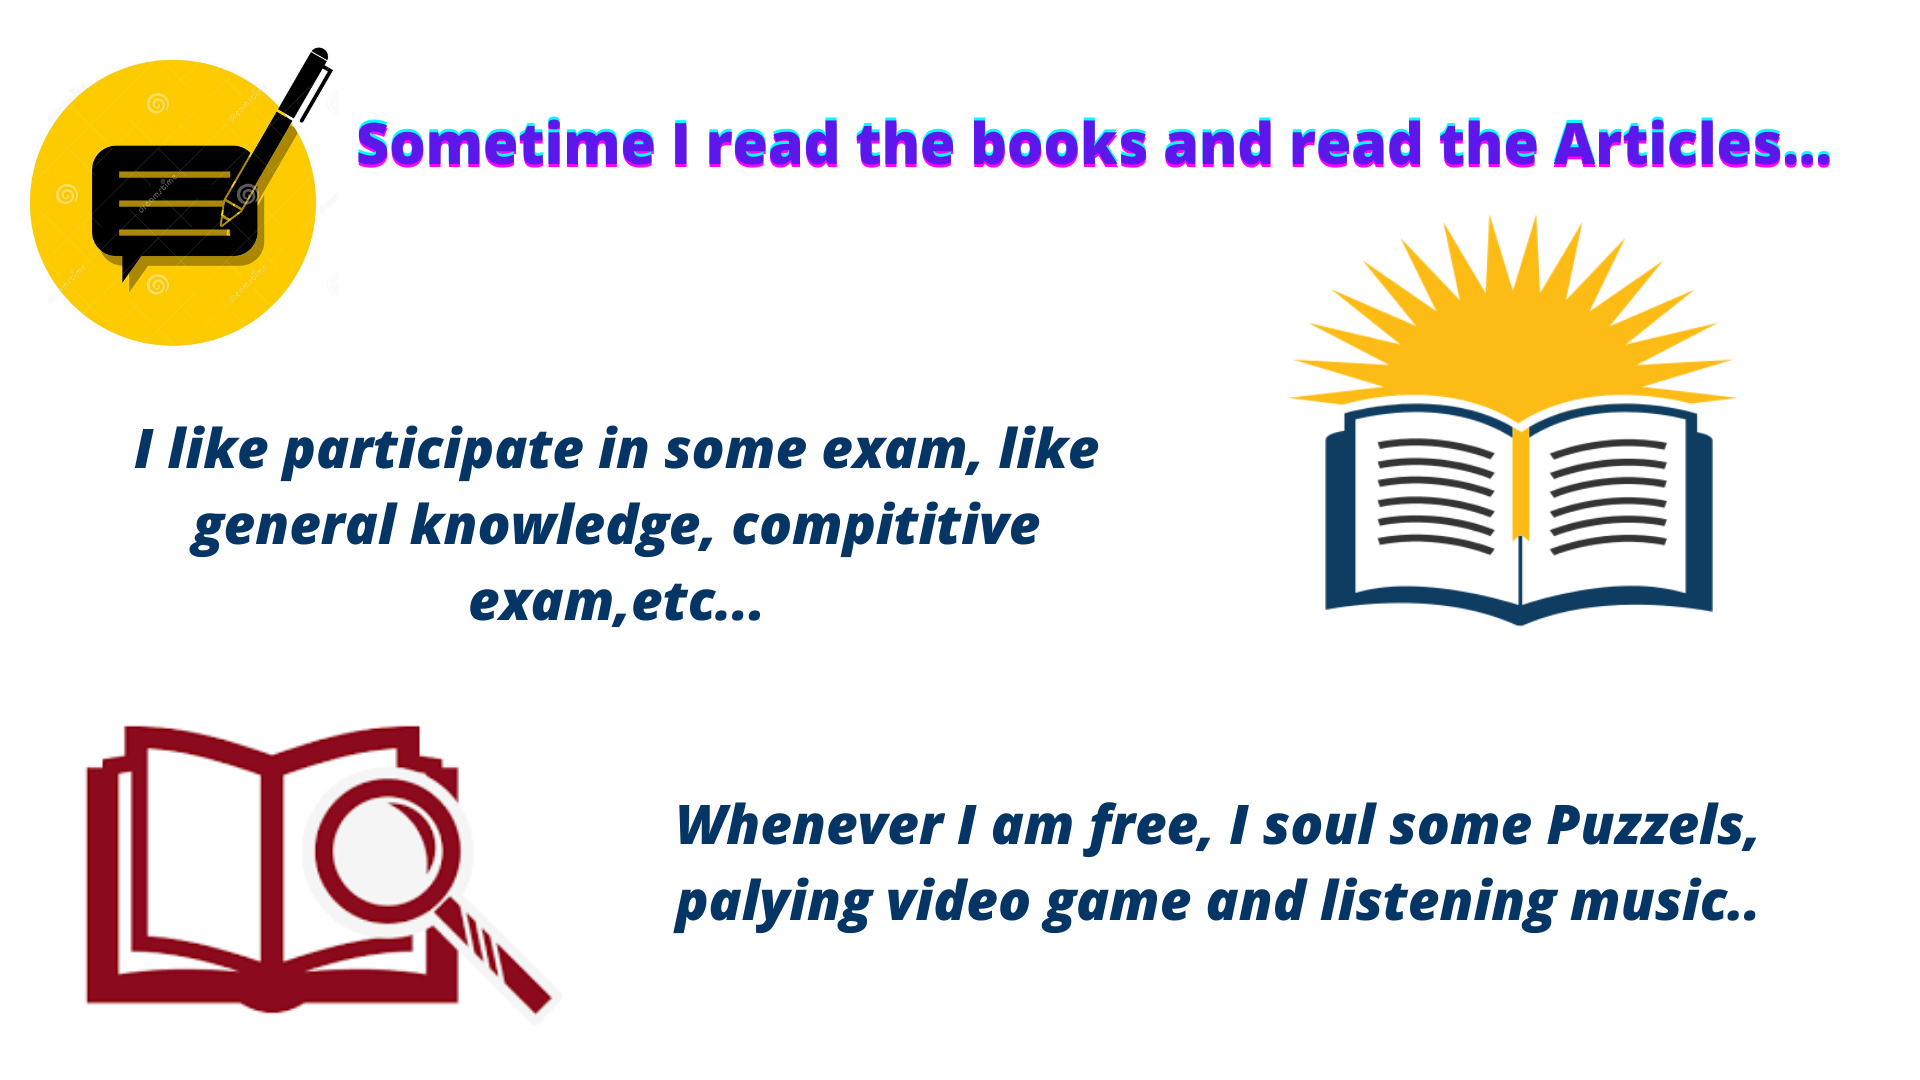 Sometime I read the books and read the Articles...
I like participate in some exam, like
general knowledge, compititive
exam,etc...
Whenever I am free, I soul some Puzzels,
palying video game and listening music..